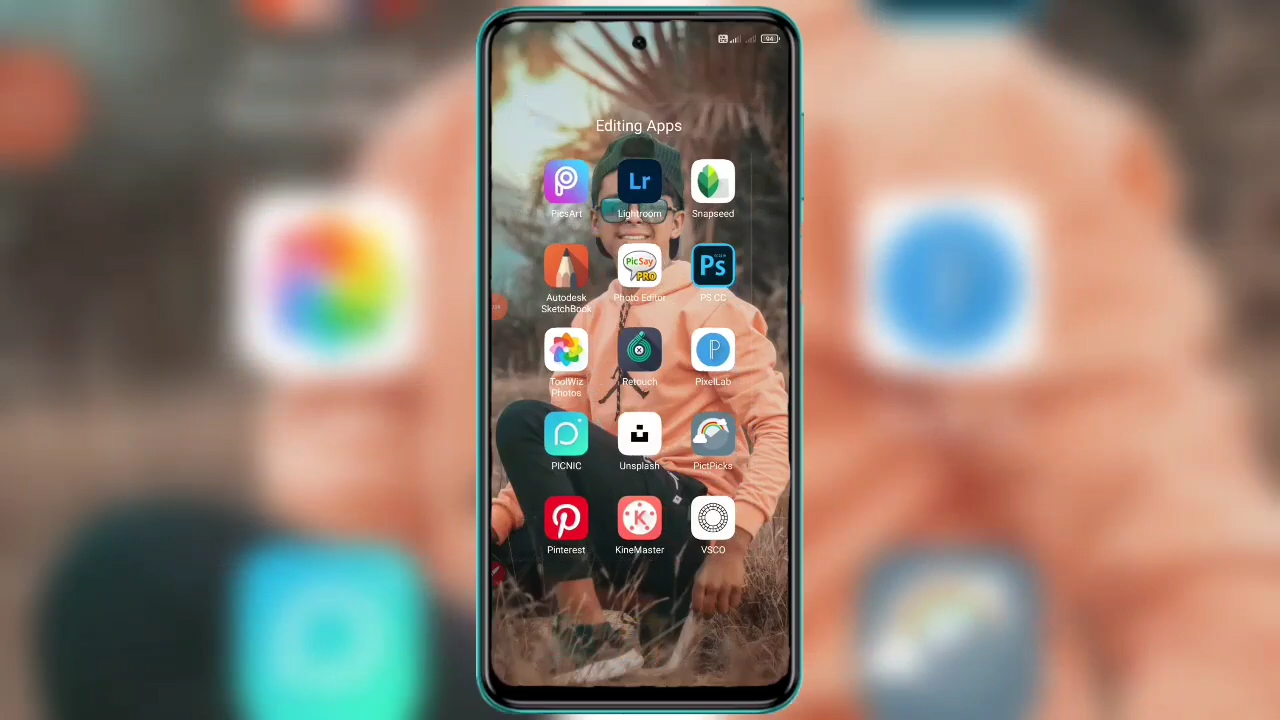 94
Editing Apps
Lr
PicsArt Lightroom Snapseed
PicSay
PRO
Ps
Autodesk
SketchBook
Photo Editor
PS CC
ToolWiz
Photos
Retouch
PixelLab
PICNIC Unsplash PictPicks
K
Pinterest KineMaster VSCO